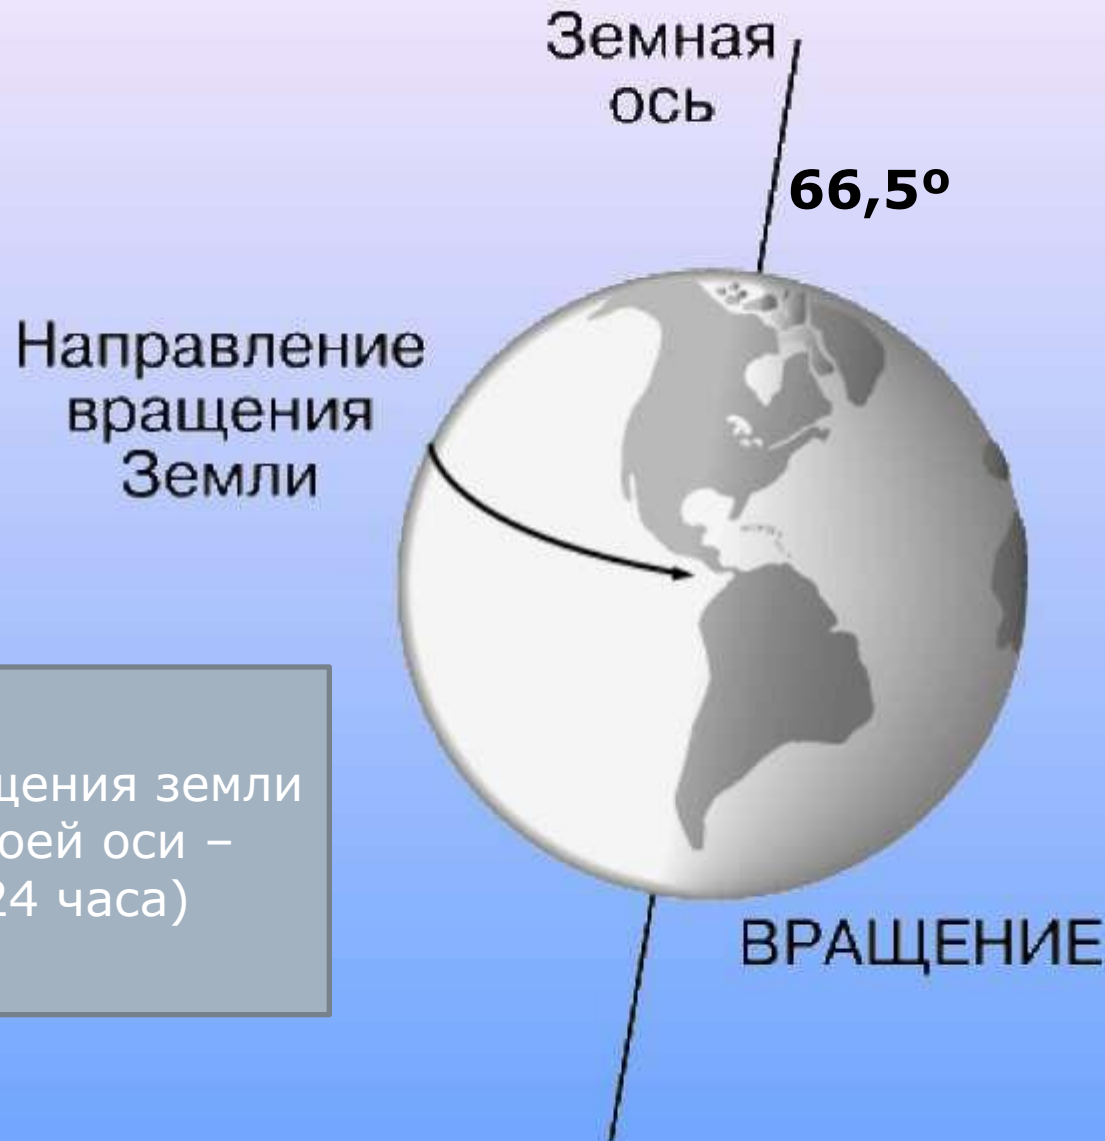 Земная
ось
66,5º
Направление
вращения
Земли
щения земли
оей оси –
24 часа)
ВРАЩЕНИЕ